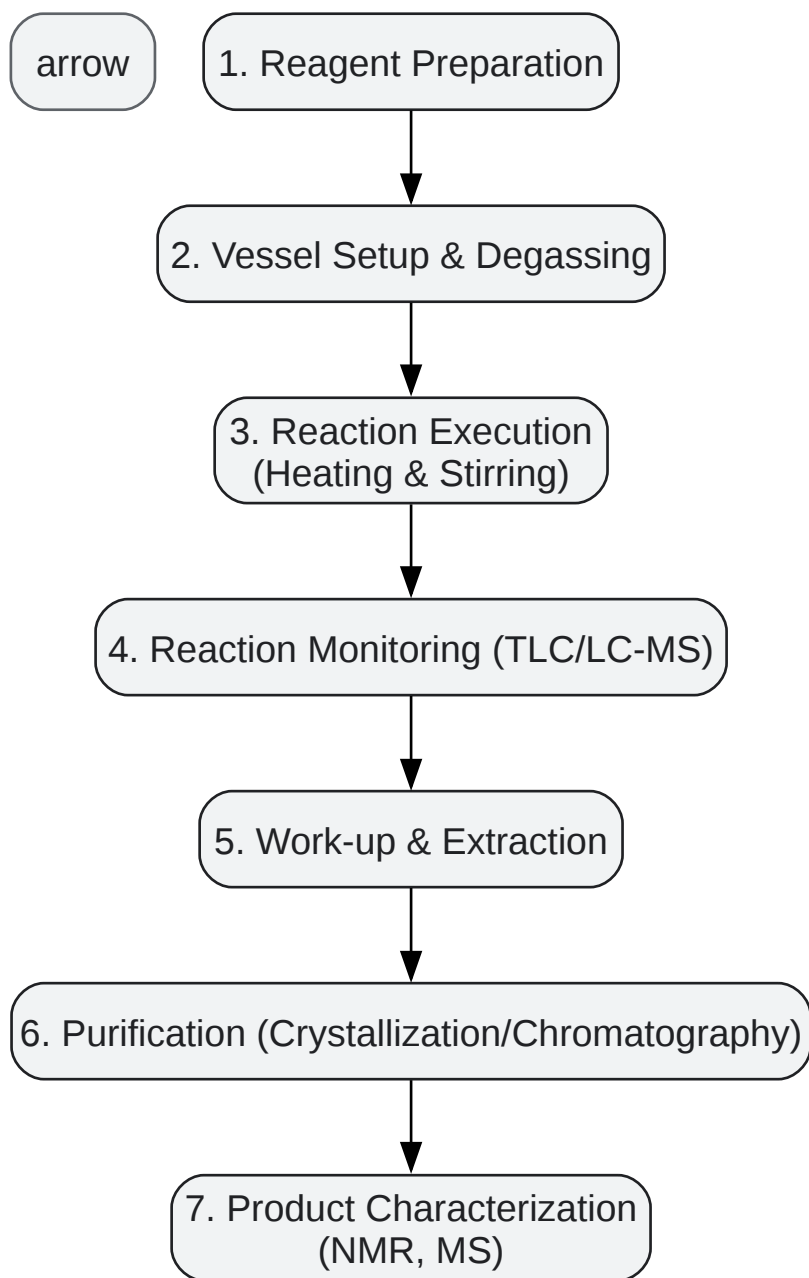 arrow
1. Reagent Preparation
2. Vessel Setup & Degassing
3. Reaction Execution
(Heating & Stirring)
4. Reaction Monitoring (TLC/LC-MS)
5. Work-up & Extraction
6. Purification (Crystallization/Chromatography)
7. Product Characterization
(NMR, MS)